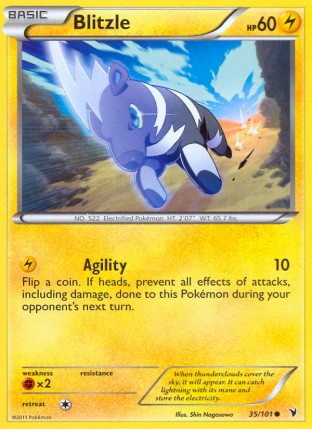 BASIC
Blitzle
HP60
NO. 522 Electrified Pokémon HT: 2'07" WT: 65.7 lbs.
Agility 10
Flip a coin. If heads, prevent all effects of attacks,
including damage, done to this Pokémon during your
opponent's next turn.
weakness
resistance
×2
retreat
When thunderclouds cover the
sky, it will appear. It can catch
lightning with its mane and
store the electricity.
©2011 Pokémon
Illus. Shin Nagasawa
35/101